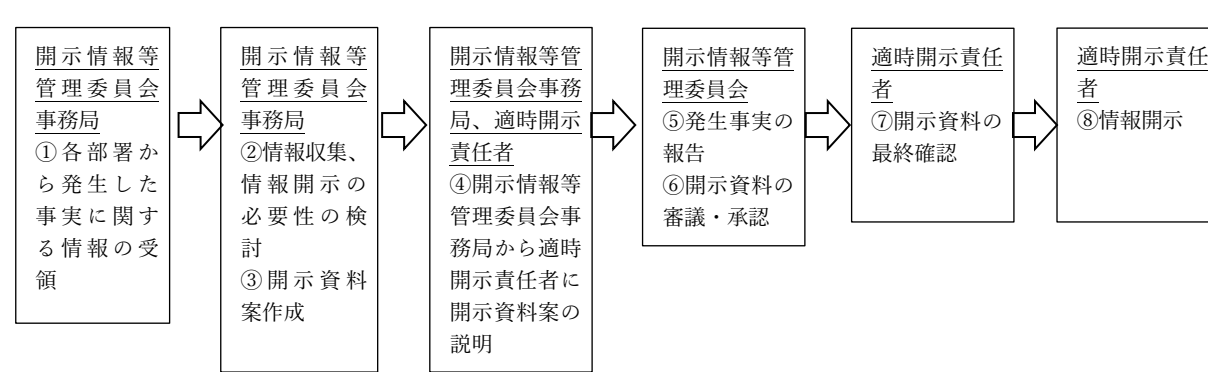 開示情報等
管理委員会
事務局
①各部署か
ら発生した
事実に関す
る情報の受
領
開示情報等
管理委員会
事務局
②情報収集、
情報開示の
必要性の検
討
③開示資料
案作成
開示情報等管
理委員会事務
局、適時開示
責任者
④開示情報等
管理委員会事
務局から適時
開示責任者に
開示資料案の
説明
開示情報等管
理委員会
⑤発生事実の
報告
⑥開示資料の
審議・承認
適時開示責任
者
⑦開示資料の
最終確認
適時開示責任
者
⑧情報開示